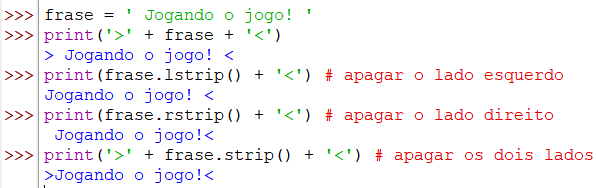 >>> frase = ' Jogando o jogo! '
>>> print('>' + frase + '<')
> Jogando o jogo! <
>>> print(frase.lstrip() + '<') # apagar o lado esquerdo
Jogando o jogo! <
>>> print(frase.rstrip() + '<') # apagar o lado direito
 Jogando o jogo!<
>>> print('>' + frase.strip() + '<') # apagar os dois lados
>Jogando o jogo!<